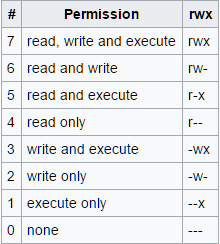 # Permission rwx
7 read, write and execute rwx
6 read and write rw-
5 read and execute r-x
4 read only r--
3 write and execute -wx
2 write only -w-
1 execute only --x
0 none ---